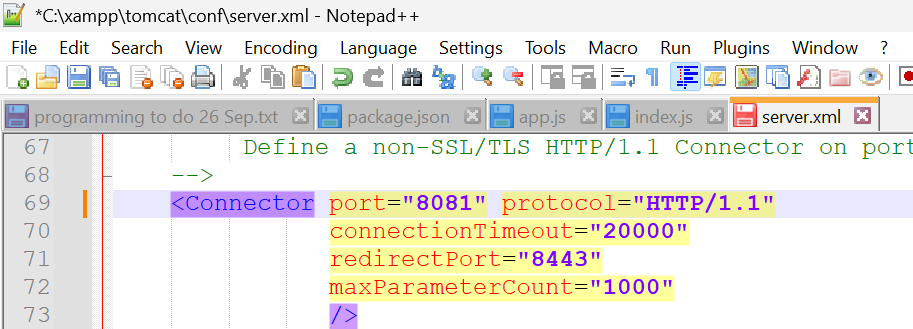 *C:\xampp\tomcat\conf\server.xml - Notepad++
File Edit Search View Encoding Language Settings Tools Macro Run Plugins Window ?
programming to do 26 Sep.txt package.json app.js index.js server.xml
67 Define a non-SSL/TLS HTTP/1.1 Connector on port
68 -->
69 <Connector port="8081" protocol="HTTP/1.1"
70 connectionTimeout="20000"
71 redirectPort="8443"
72 maxParameterCount="1000"
73 />